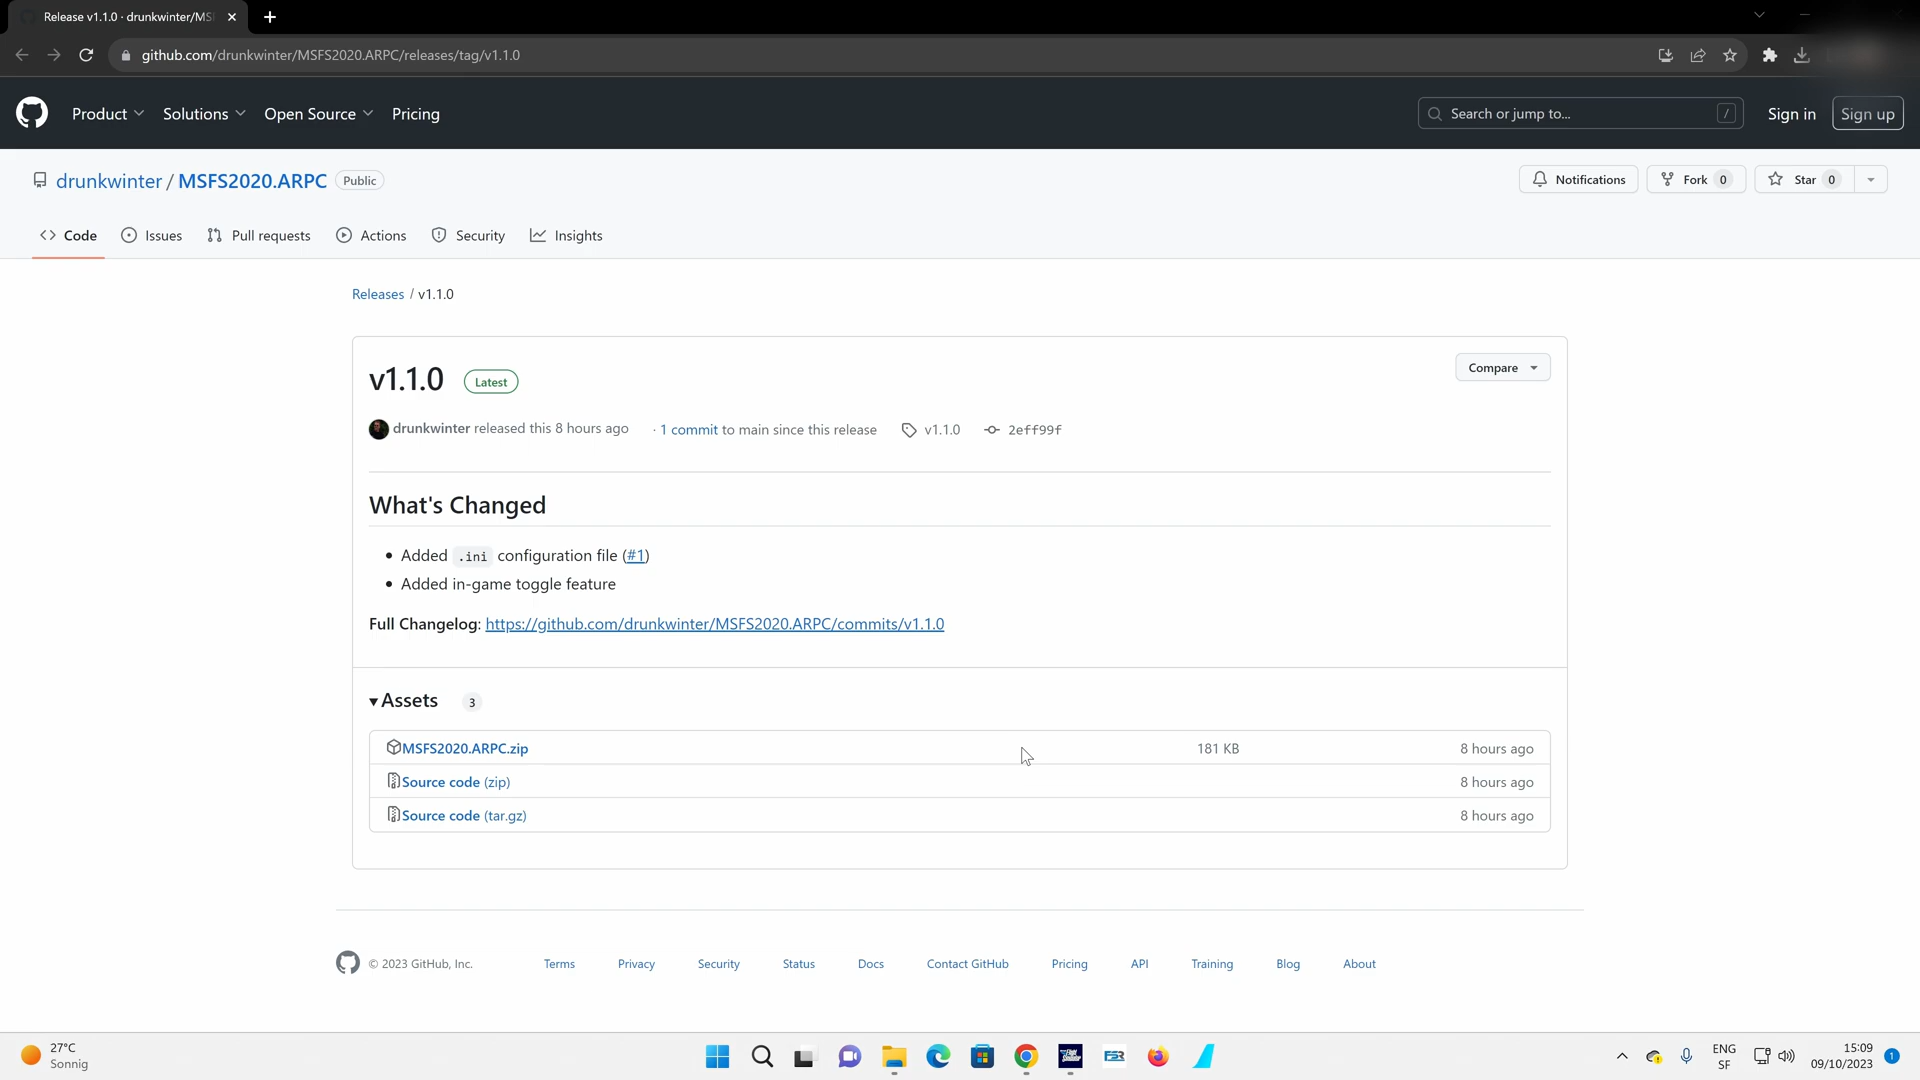 Release v1.1.0 · drunkwinter/MS
github.com/drunkwinter/MSFS2020.ARPC/releases/tag/v1.1.0
Product Solutions Open Source Pricing
Search or jump to... /
Sign in
Sign up
drunkwinter / MSFS2020.ARPC Public
Notifications
Fork 0
Star 0
Code
Issues
Pull requests
Actions
Security
Insights
Releases / v1.1.0
v1.1.0 Latest
Compare
drunkwinter released this 8 hours ago · 1 commit to main since this release v1.1.0 2eff99f
What's Changed
• Added .ini configuration file (#1)
• Added in-game toggle feature
Full Changelog: https://github.com/drunkwinter/MSFS2020.ARPC/commits/v1.1.0
Assets 3
MSFS2020.ARPC.zip 181 KB 8 hours ago
Source code (zip) 8 hours ago
Source code (tar.gz) 8 hours ago
© 2023 GitHub, Inc. Terms Privacy Security Status Docs Contact GitHub Pricing API Training Blog About
27°C
Sonnig
FSR
ENG
SF
15:09
09/10/2023
1